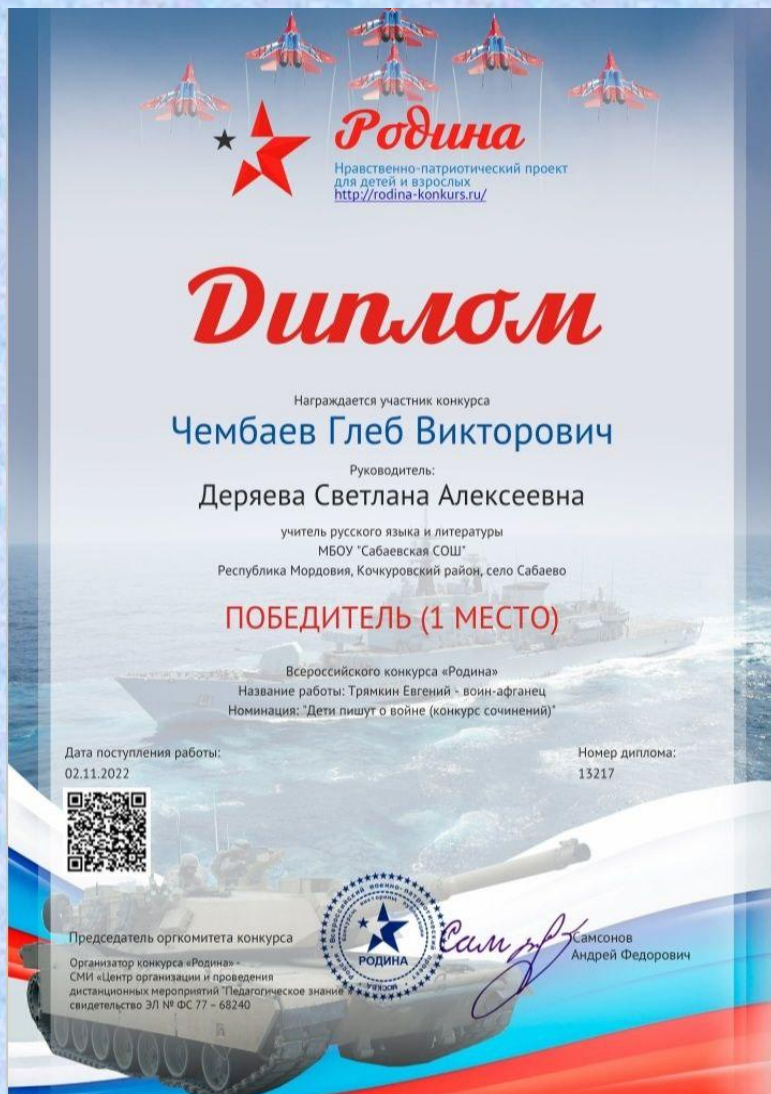 Родина
Нравственно-патриотический проект
для детей и взрослых
http://rodina-konkurs.ru/
Диплом
Награждается участник конкурса
Чембаев Глеб Викторович
Руководитель:
Деряева Светлана Алексеевна
учитель русского языка и литературы
МБОУ "Сабаевская СОШ"
Республика Мордовия, Кочкуровский район, село Сабаево
ПОБЕДИТЕЛЬ (1 МЕСТО)
Всероссийского конкурса «Родина»
Название работы: Трямкин Евгений - воин-афганец
Номинация: "Дети пишут о войне (конкурс сочинений)"
Дата поступления работы:
02.11.2022
Номер диплома:
13217
Председатель оргкомитета конкурса
Организатор конкурса «Родина» -
СМИ «Центр организации и проведения
дистанционных мероприятий "Педагогическое знание"
свидетельство ЭЛ № ФС 77 – 68240
РОДИНА
МОСКВА
Самсонов
Андрей Федорович